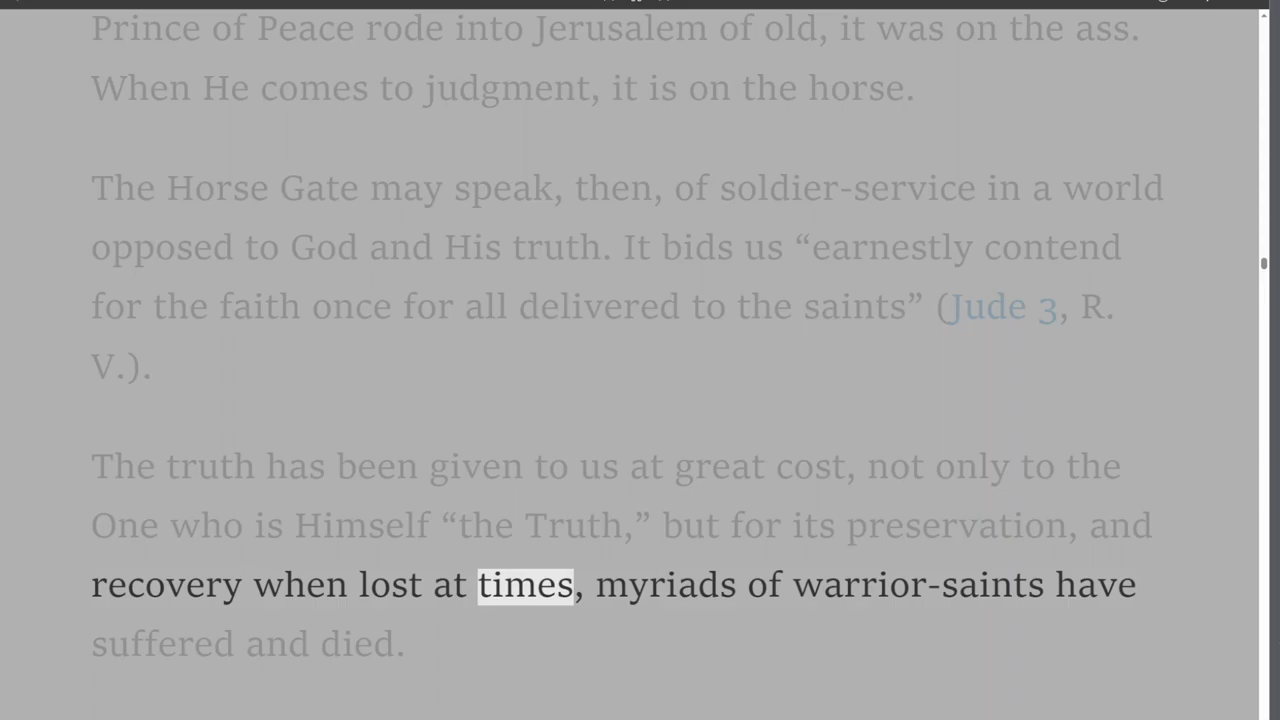 Prince of Peace rode into Jerusalem of old, it was on the ass.
When He comes to judgment, it is on the horse.
The Horse Gate may speak, then, of soldier-service in a world
opposed to God and His truth. It bids us “earnestly contend
for the faith once for all delivered to the saints” (Jude 3, R.
V.).
The truth has been given to us at great cost, not only to the
One who is Himself “the Truth,” but for its preservation, and
recovery when lost at times, myriads of warrior-saints have
suffered and died.